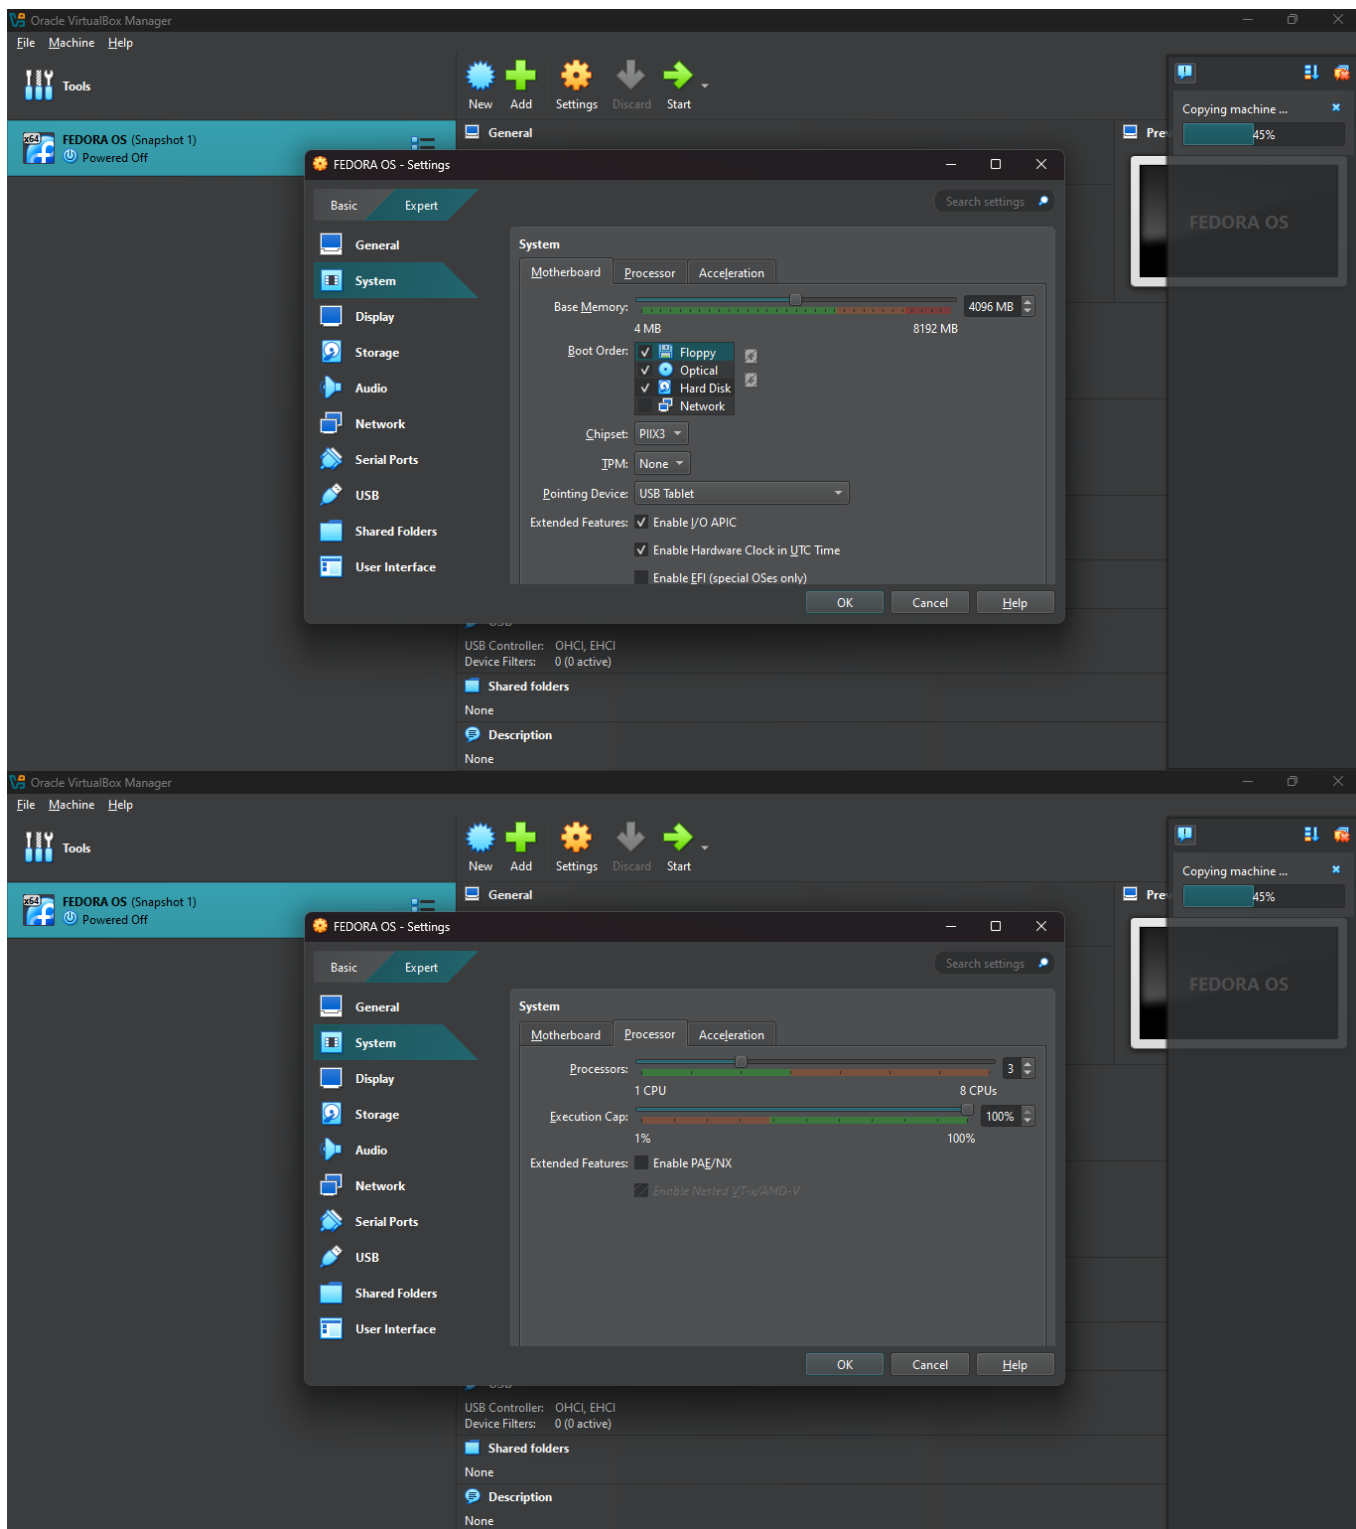 Oracle VirtualBox Manager
File Machine Help
Tools
New Add Settings Discard Start
Copying machine ...
45%
x64
FEDORA OS (Snapshot 1)
Powered Off
General
FEDORA OS
FEDORA OS - Settings
Basic Expert
Search settings
General
System
Display
Storage
Audio
Network
Serial Ports
USB
Shared Folders
User Interface
System
Motherboard Processor Acceleration
Base Memory: 4096 MB
4 MB 8192 MB
Boot Order: Floppy
Optical
Hard Disk
Network
Chipset: PIIX3
TPM: None
Pointing Device: USB Tablet
Extended Features: Enable I/O APIC
Enable Hardware Clock in UTC Time
Enable EFI (special OSes only)
OK Cancel Help
USB Controller: OHCI, EHCI
Device Filters: 0 (0 active)
Shared folders
None
Description
None
Oracle VirtualBox Manager
File Machine Help
Tools
New Add Settings Discard Start
Copying machine ...
45%
x64
FEDORA OS (Snapshot 1)
Powered Off
General
FEDORA OS
FEDORA OS - Settings
Basic Expert
Search settings
General
System
Display
Storage
Audio
Network
Serial Ports
USB
Shared Folders
User Interface
System
Motherboard Processor Acceleration
Processors: 3
1 CPU 8 CPUs
Execution Cap: 100%
1% 100%
Extended Features: Enable PAE/NX
Enable Nested VT-x/AMD-V
OK Cancel Help
USB Controller: OHCI, EHCI
Device Filters: 0 (0 active)
Shared folders
None
Description
None